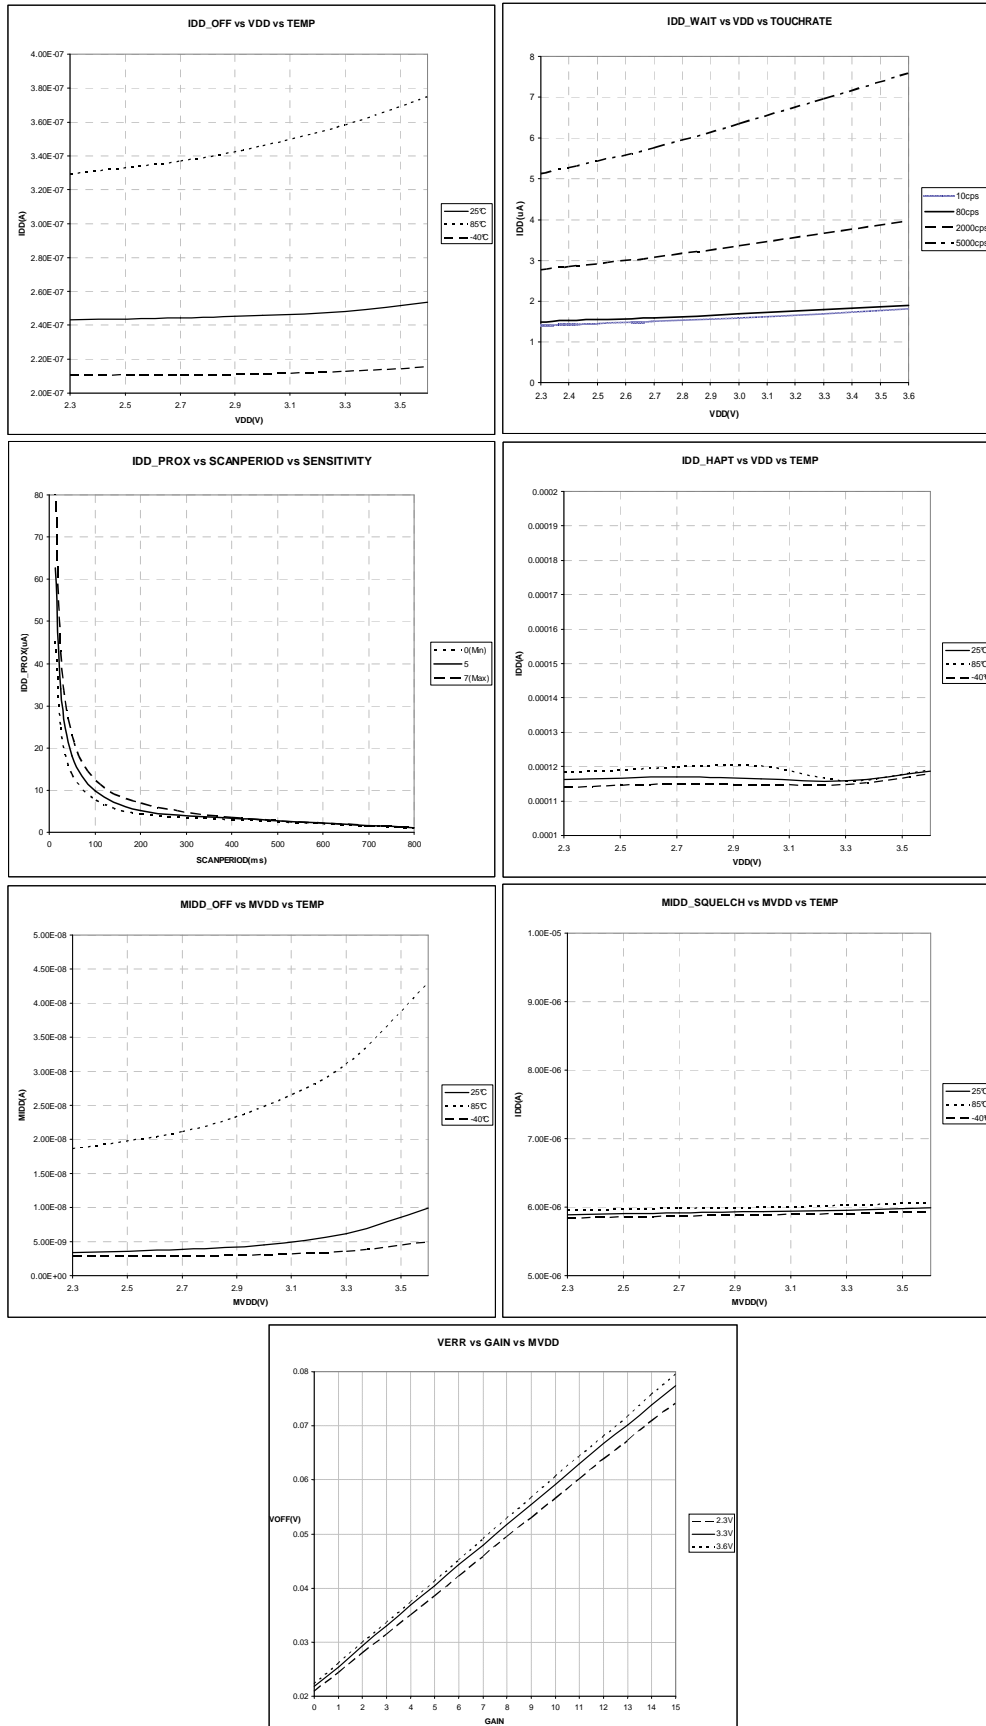 IDD_OFF vs VDD vs TEMP
4.00E-07
3.80E-07
3.60E-07
3.40E-07
3.20E-07
3.00E-07
2.80E-07
2.60E-07
2.40E-07
2.20E-07
2.00E-07
IDD(A)
2.3 2.5 2.7 2.9 3.1 3.3 3.5
VDD(V)
25°C
85°C
-40°C
IDD_WAIT vs VDD vs TOUCHRATE
8
7
6
5
4
3
2
1
0
IDD(uA)
2.3 2.4 2.5 2.6 2.7 2.8 2.9 3.0 3.1 3.2 3.3 3.4 3.5 3.6
VDD(V)
10cps
80cps
2000cps
5000cps
IDD_PROX vs SCANPERIOD vs SENSITIVITY
80
70
60
50
40
30
20
10
0
IDD_PROX(uA)
0 100 200 300 400 500 600 700 800
SCANPERIOD(ms)
0(Min)
5
7(Max)
IDD_HAPT vs VDD vs TEMP
0.0002
0.00019
0.00018
0.00017
0.00016
0.00015
0.00014
0.00013
0.00012
0.00011
0.0001
IDD(A)
2.3 2.5 2.7 2.9 3.1 3.3 3.5
VDD(V)
25°C
85°C
-40°C
MIDD_OFF vs MVDD vs TEMP
5.00E-08
4.50E-08
4.00E-08
3.50E-08
3.00E-08
2.50E-08
2.00E-08
1.50E-08
1.00E-08
5.00E-09
0.00E+00
MIDD(A)
2.3 2.5 2.7 2.9 3.1 3.3 3.5
MVDD(V)
25°C
85°C
-40°C
MIDD_SQUELCH vs MVDD vs TEMP
1.00E-05
9.00E-06
8.00E-06
7.00E-06
6.00E-06
5.00E-06
IDD(A)
2.3 2.5 2.7 2.9 3.1 3.3 3.5
MVDD(V)
25°C
85°C
-40°C
VERR vs GAIN vs MVDD
0.08
0.07
0.06
0.05
0.04
0.03
0.02
VOFF(V)
0 1 2 3 4 5 6 7 8 9 10 11 12 13 14 15
GAIN
2.3V
3.3V
3.6V